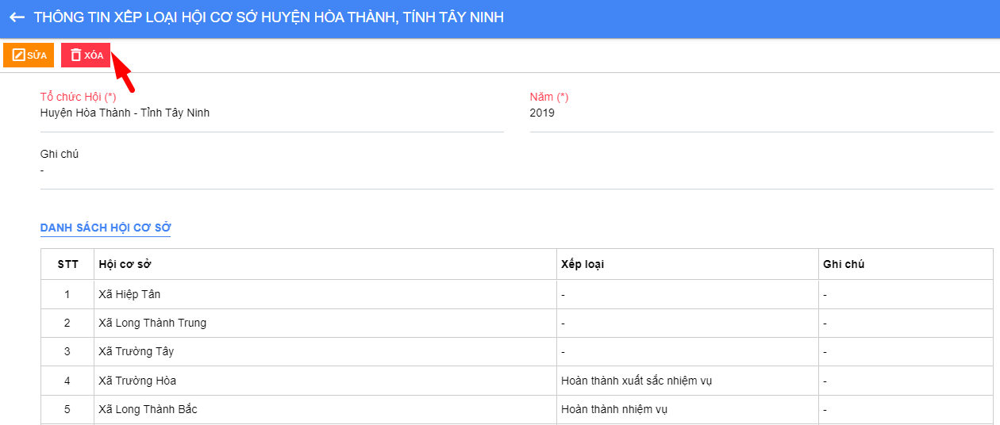 THÔNG TIN XẾP LOẠI HỘI CƠ SỞ HUYỆN HÒA THÀNH, TỈNH TÂY NINH
SỬA XÓA
Tổ chức Hội (*) Năm (*)
Huyện Hòa Thành - Tỉnh Tây Ninh 2019
Ghi chú
-
DANH SÁCH HỘI CƠ SỞ
STT Hội cơ sở Xếp loại Ghi chú
1 Xã Hiệp Tân - -
2 Xã Long Thành Trung - -
3 Xã Trường Tây - -
4 Xã Trường Hòa Hoàn thành xuất sắc nhiệm vụ -
5 Xã Long Thành Bắc Hoàn thành nhiệm vụ -